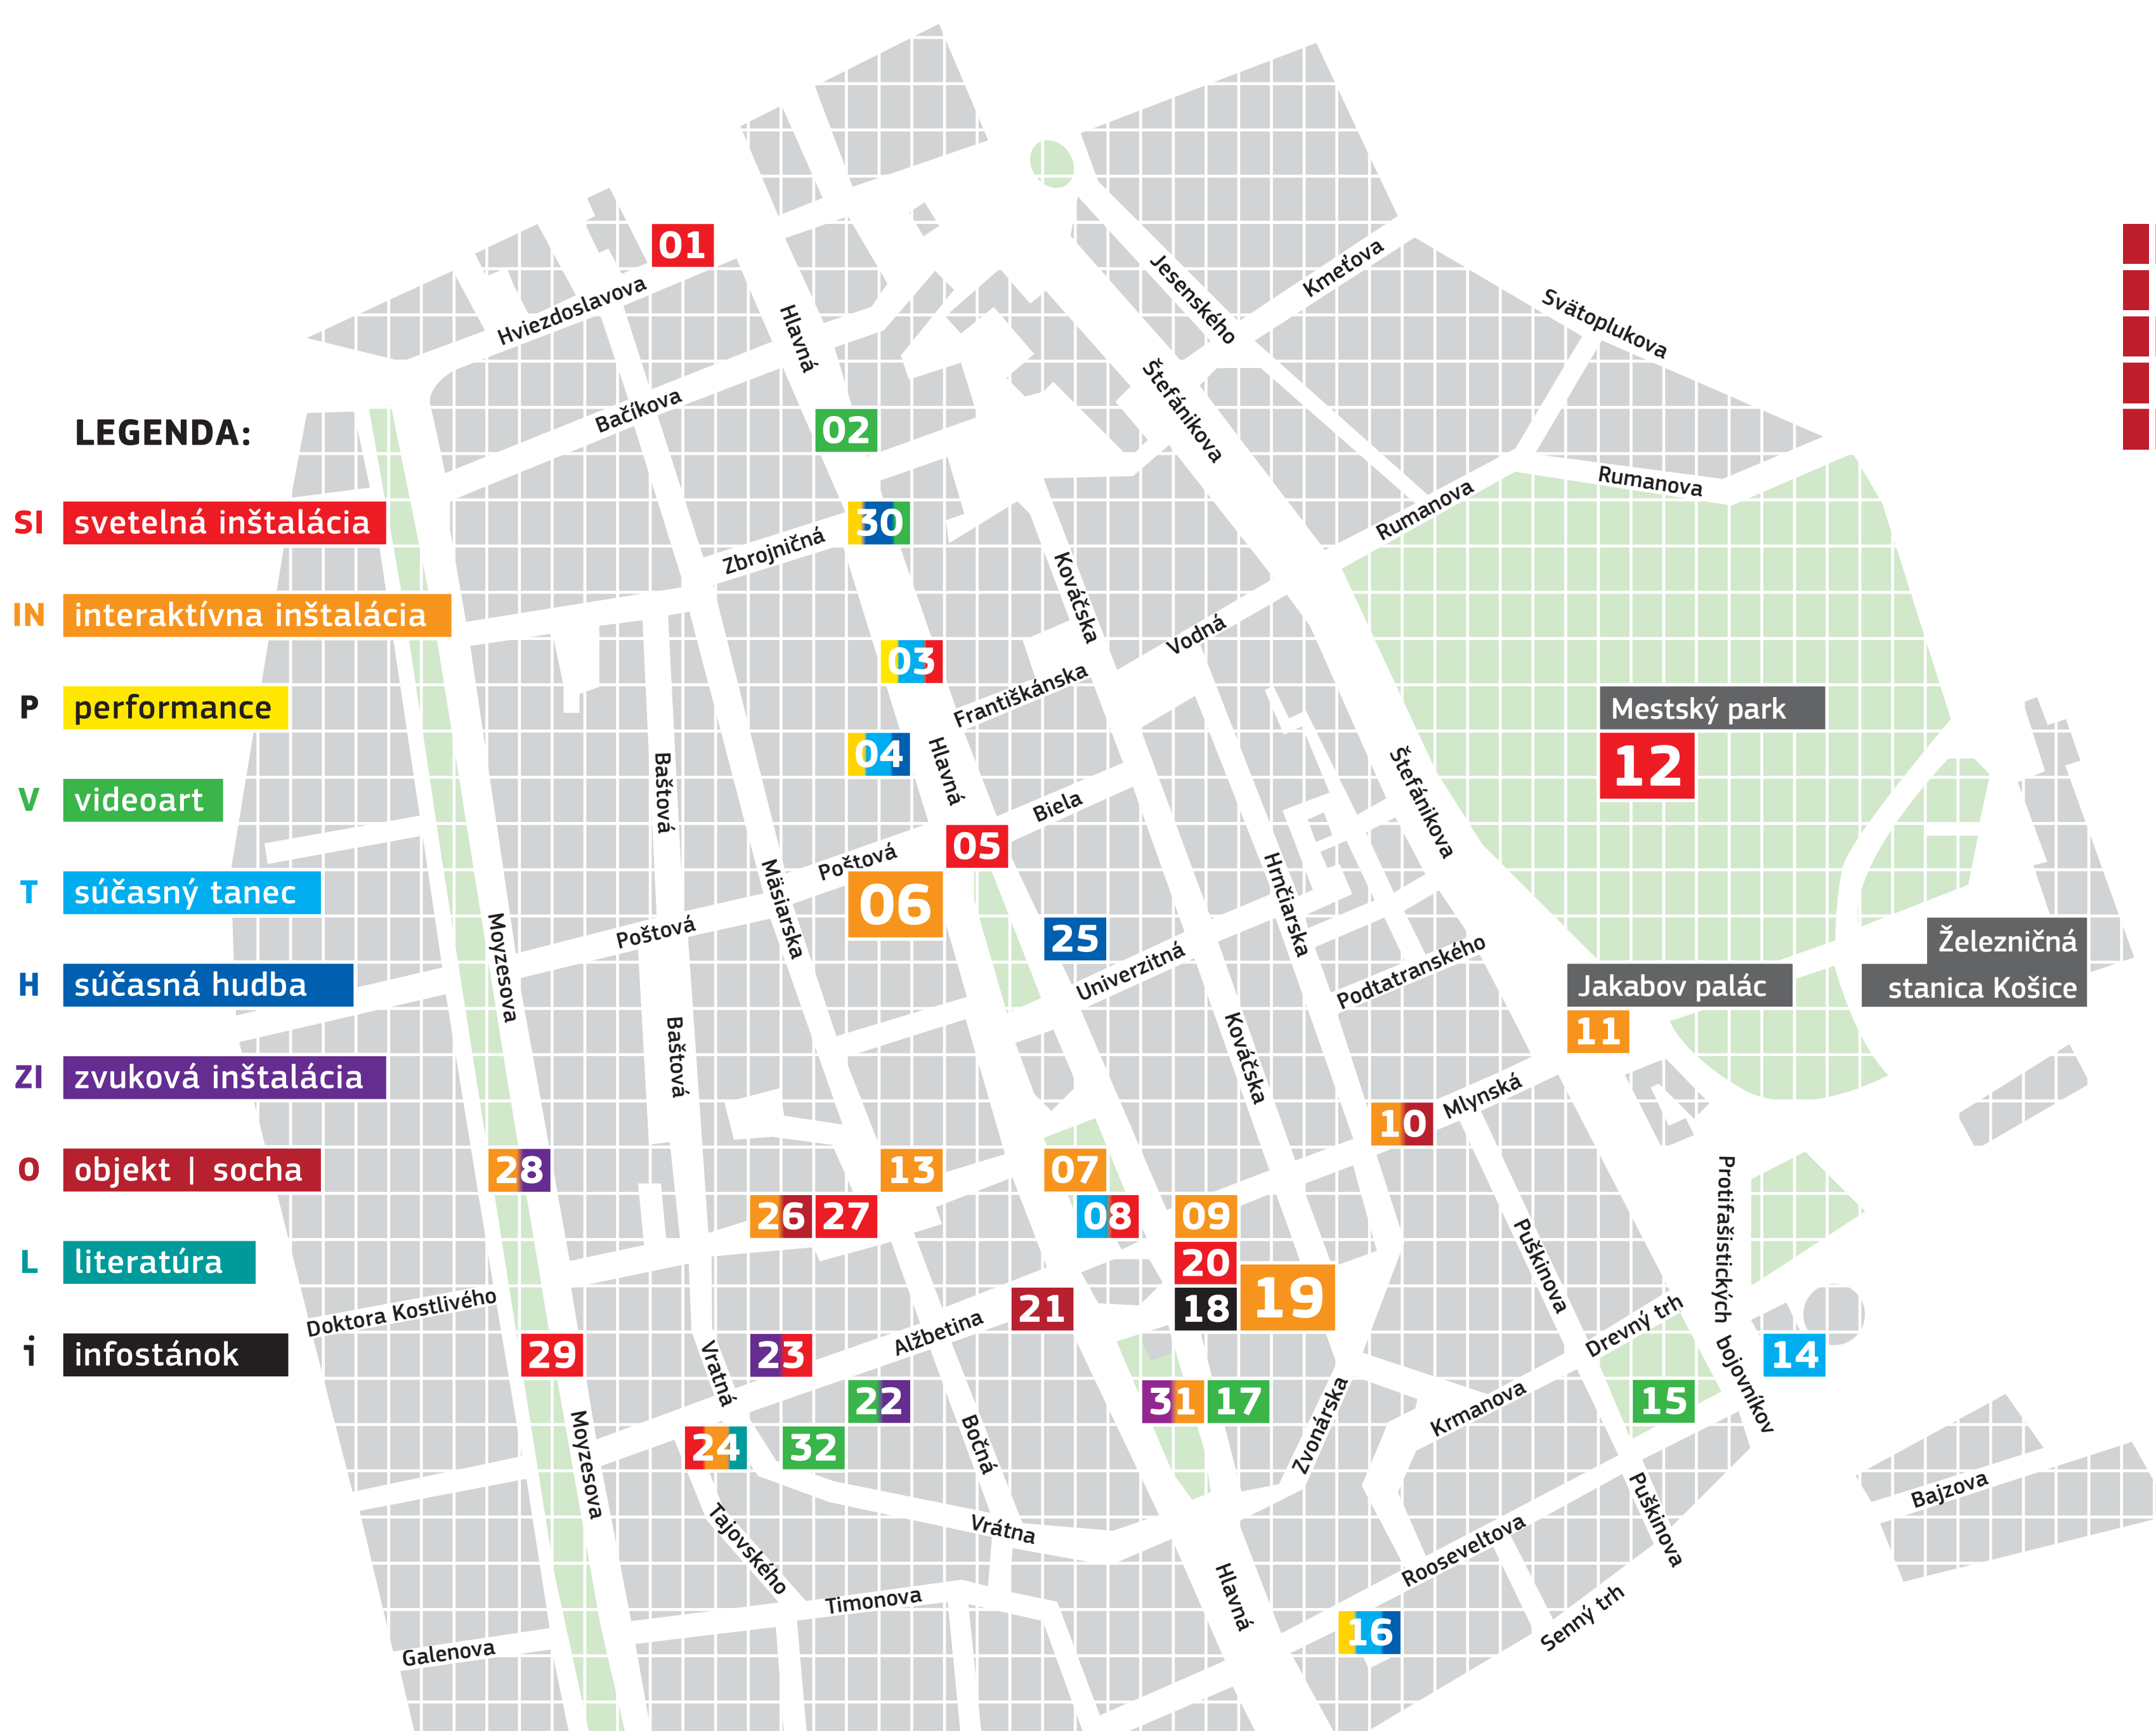 01
Hviezdoslavova
Hlavná
Jesenského
Kmeťova
Svätoplukova
Bačíkova
Štefánikova
02
LEGENDA:
SI svetelná inštalácia
IN interaktívna inštalácia
P performance
V videoart
T súčasný tanec
H súčasná hudba
ZI zvuková inštalácia
O objekt | socha
L literatúra
i infostánok
Rumanova
Rumanova
30
Zbrojničná
Kováčska
Vodná
03
Františkánska
Mestský park
12
04
Hlavná
Baštová
Štefánikova
Biela
05
Poštová
Mäsiarska
06
Hrnčiarska
Poštová
25
Moyzesova
Univerzitná
Podtatranského
Železničná
stanica Košice
Jakabov palác
11
Baštová
Kováčska
Mlynská
10
28
13
07
Protifašistických bojovníkov
26
27
08
09
Puškinova
20
19
18
21
Doktora Kostlivého
Alžbetina
Drevný trh
29
Vratná
23
14
22
31
17
Zvonárska
Krmanova
15
24
32
Bočná
Moyzesova
Tajovského
Vrátna
Puškinova
Bajzova
Rooseveltova
Hlavná
Timonova
Senný trh
16
Galenova